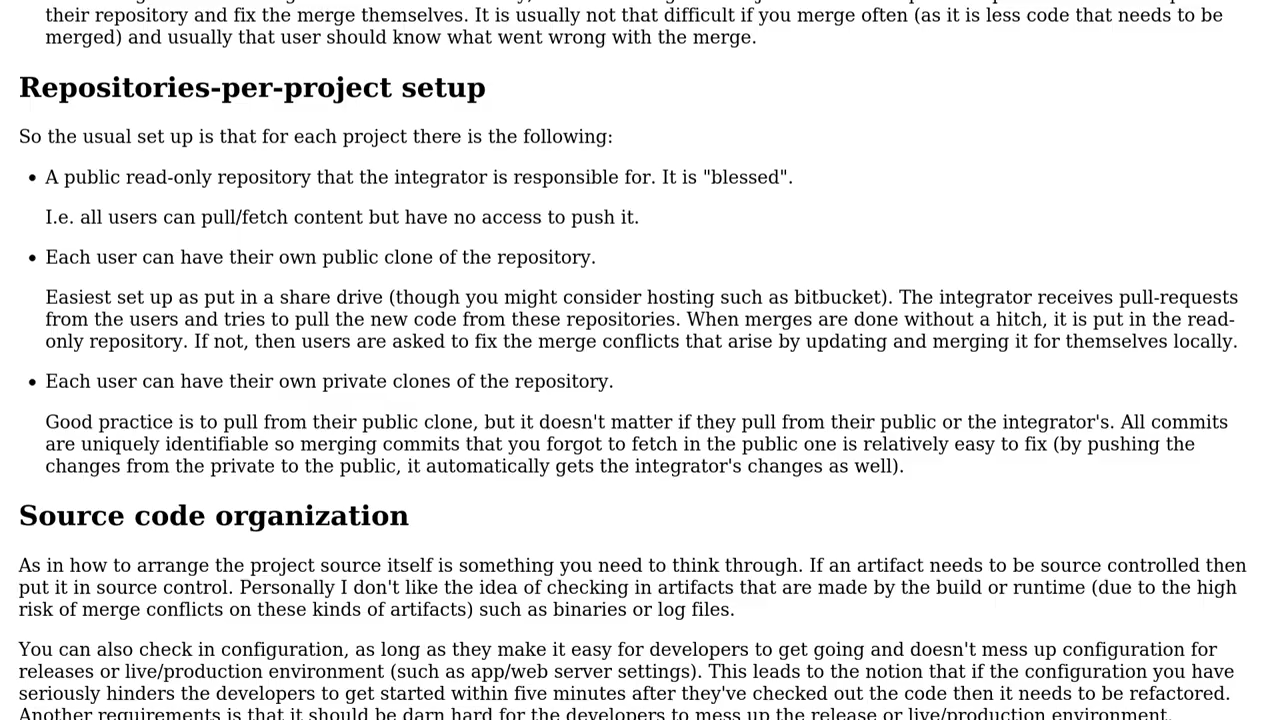 their repository and fix the merge themselves. It is usually not that difficult if you merge often (as it is less code that needs to be
merged) and usually that user should know what went wrong with the merge.
Repositories-per-project setup
So the usual set up is that for each project there is the following:
• A public read-only repository that the integrator is responsible for. It is "blessed".
I.e. all users can pull/fetch content but have no access to push it.
• Each user can have their own public clone of the repository.
Easiest set up as put in a share drive (though you might consider hosting such as bitbucket). The integrator receives pull-requests
from the users and tries to pull the new code from these repositories. When merges are done without a hitch, it is put in the read-
only repository. If not, then users are asked to fix the merge conflicts that arise by updating and merging it for themselves locally.
• Each user can have their own private clones of the repository.
Good practice is to pull from their public clone, but it doesn't matter if they pull from their public or the integrator's. All commits
are uniquely identifiable so merging commits that you forgot to fetch in the public one is relatively easy to fix (by pushing the
changes from the private to the public, it automatically gets the integrator's changes as well).
Source code organization
As in how to arrange the project source itself is something you need to think through. If an artifact needs to be source controlled then
put it in source control. Personally I don't like the idea of checking in artifacts that are made by the build or runtime (due to the high
risk of merge conflicts on these kinds of artifacts) such as binaries or log files.
You can also check in configuration, as long as they make it easy for developers to get going and doesn't mess up configuration for
releases or live/production environment (such as app/web server settings). This leads to the notion that if the configuration you have
seriously hinders the developers to get started within five minutes after they've checked out the code then it needs to be refactored.
Another requirements is that it should be darn hard for the developers to mess up the release or live/production environment.